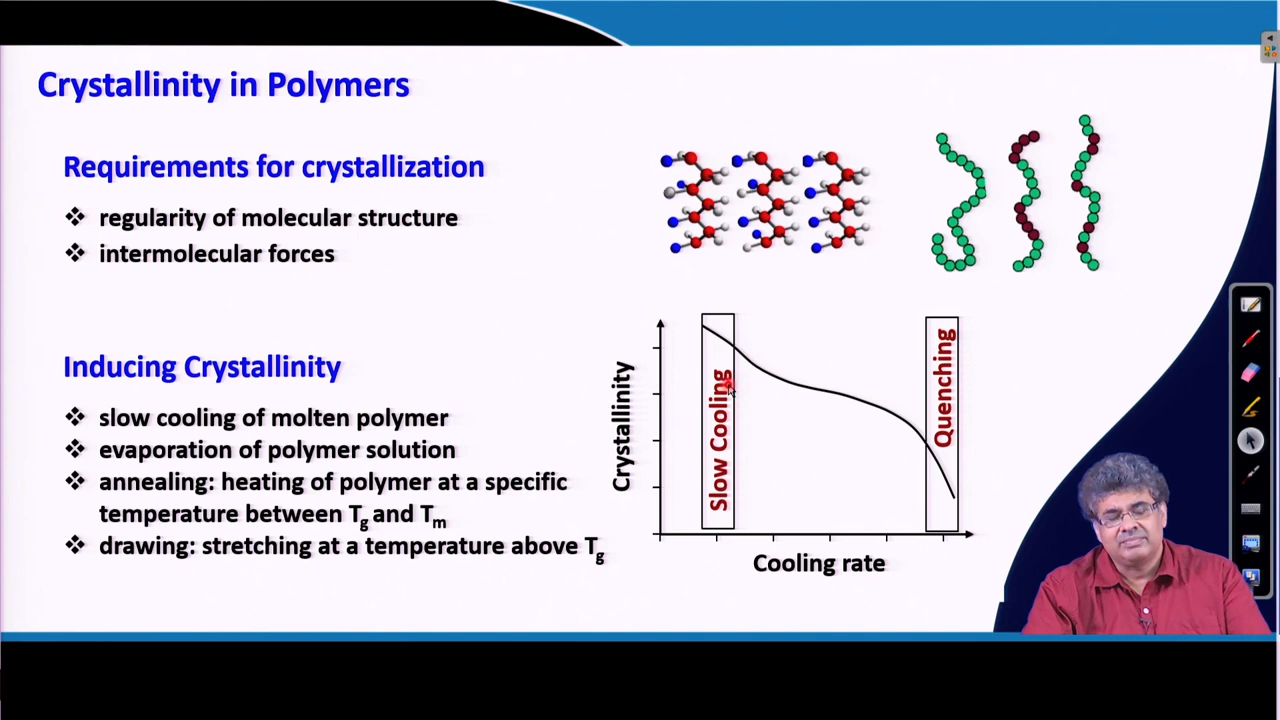 Crystallinity in Polymers
Requirements for crystallization
❖ regularity of molecular structure
❖ intermolecular forces
Inducing Crystallinity
❖ slow cooling of molten polymer
❖ evaporation of polymer solution
❖ annealing: heating of polymer at a specific
temperature between Tg and Tm
❖ drawing: stretching at a temperature above Tg
Crystallinity
Slow Cooling
Quenching
Cooling rate